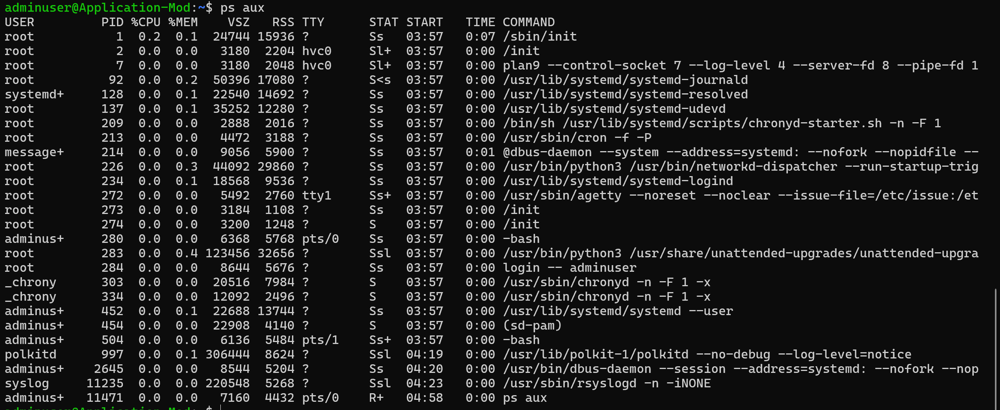 adminuser@Application-Mod:~$ ps aux
USER         PID %CPU %MEM    VSZ   RSS TTY      STAT START   TIME COMMAND
root           1  0.2  0.1  24744 15936 ?        Ss   03:57   0:07 /sbin/init
root           2  0.0  0.0   3180  2204 hvc0     Sl+  03:57   0:00 /init
root           7  0.0  0.0   3180  2048 hvc0     Sl+  03:57   0:00 plan9 --control-socket 7 --log-level 4 --server-fd 8 --pipe-fd 1
root          92  0.0  0.2  50396 17080 ?        S<s  03:57   0:00 /usr/lib/systemd/systemd-journald
systemd+     128  0.0  0.1  22540 14692 ?        Ss   03:57   0:00 /usr/lib/systemd/systemd-resolved
root         137  0.0  0.1  35252 12280 ?        Ss   03:57   0:00 /usr/lib/systemd/systemd-udevd
root         209  0.0  0.0   2888  2016 ?        Ss   03:57   0:00 /bin/sh /usr/lib/systemd/scripts/chronyd-starter.sh -n -F 1
root         213  0.0  0.0   4472  3188 ?        Ss   03:57   0:00 /usr/sbin/cron -f -P
message+     214  0.0  0.0   9056  5900 ?        Ss   03:57   0:01 @dbus-daemon --system --address=systemd: --nofork --nopidfile --
root         226  0.0  0.3  44092 29860 ?        Ss   03:57   0:00 /usr/bin/python3 /usr/bin/networkd-dispatcher --run-startup-trig
root         234  0.0  0.1  18568  9536 ?        Ss   03:57   0:00 /usr/lib/systemd/systemd-logind
root         272  0.0  0.0   5492  2760 tty1     Ss+  03:57   0:00 /usr/sbin/agetty --noreset --noclear --issue-file=/etc/issue:/et
root         273  0.0  0.0   3184  1108 ?        Ss   03:57   0:00 /init
root         274  0.0  0.0   3200  1248 ?        S    03:57   0:00 /init
adminus+     280  0.0  0.0   6368  5768 pts/0    Ss   03:57   0:00 -bash
root         283  0.0  0.4 123456 32656 ?        Ssl  03:57   0:00 /usr/bin/python3 /usr/share/unattended-upgrades/unattended-upgra
root         284  0.0  0.0   8644  5676 ?        Ss   03:57   0:00 login -- adminuser
_chrony      303  0.0  0.0  20516  7984 ?        S    03:57   0:00 /usr/sbin/chronyd -n -F 1 -x
_chrony      334  0.0  0.0  12092  2496 ?        S    03:57   0:00 /usr/sbin/chronyd -n -F 1 -x
adminus+     452  0.0  0.1  22688 13744 ?        Ss   03:57   0:00 /usr/lib/systemd/systemd --user
adminus+     454  0.0  0.0  22908  4140 ?        S    03:57   0:00 (sd-pam)
adminus+     504  0.0  0.0   6136  5484 pts/1    Ss+  03:57   0:00 -bash
polkitd      997  0.0  0.1 306444  8624 ?        Ssl  04:19   0:00 /usr/lib/polkit-1/polkitd --no-debug --log-level=notice
adminus+    2645  0.0  0.0   8544  5204 ?        Ss   04:20   0:00 /usr/bin/dbus-daemon --session --address=systemd: --nofork --nop
syslog     11235  0.0  0.0 220548  5268 ?        Ssl  04:23   0:00 /usr/sbin/rsyslogd -n -iNONE
adminus+   11471  0.0  0.0   7160  4432 pts/0    R+   04:58   0:00 ps aux
adminuser@Application-Mod:~$